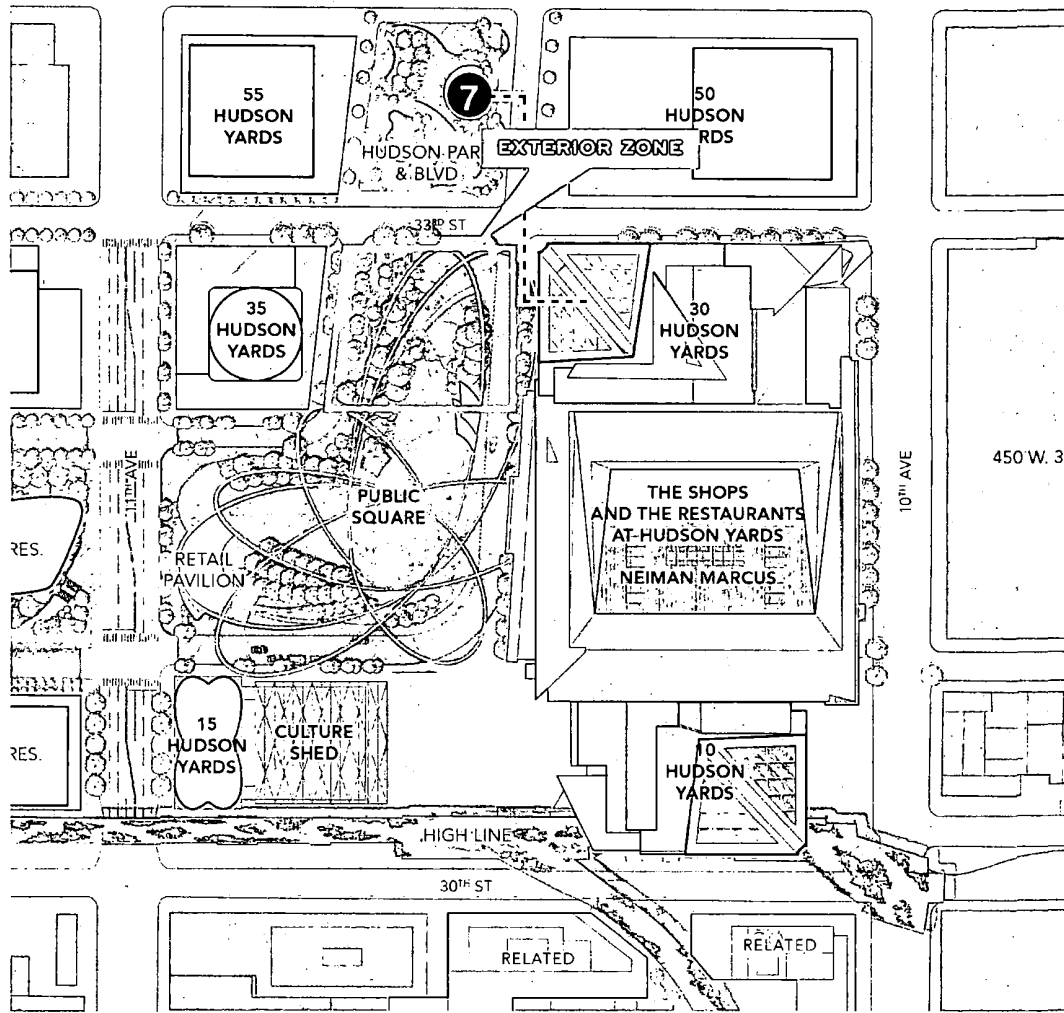 55
HUDSON
YARDS
7
HUDSON PAR
& BLVD
EXTERIOR ZONE
50
HUDSON
YARDS
33RD ST
35
HUDSON
YARDS
30
HUDSON
YARDS
11TH AVE
10TH AVE
450 W. 3
PUBLIC
SQUARE
THE SHOPS
AND THE RESTAURANTS
AT HUDSON YARDS
NEIMAN MARCUS
RES.
RETAIL
PAVILION
15
HUDSON
YARDS
CULTURE
SHED
RES.
10
HUDSON
YARDS
HIGH LINE
30TH ST
RELATED
RELATED